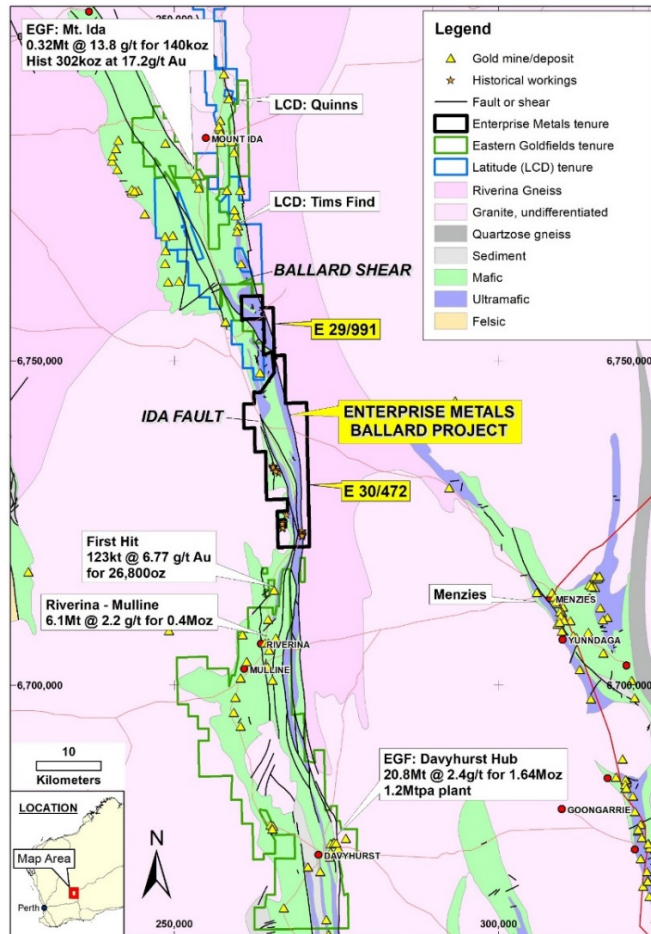 250,000
EGF: Mt. Ida
0.32Mt @ 13.8 g/t for 140koz
Hist 302koz at 17.2g/t Au
LCD: Quinns
MOUNT IDA
LCD: Tims Find
BALLARD SHEAR
E 29/991
6,750,000
6,750,000
IDA FAULT
ENTERPRISE METALS
BALLARD PROJECT
E 30/472
First Hit
123kt @ 6.77 g/t Au
for 26,800oz
Riverina - Mulline
6.1Mt @ 2.2 g/t for 0.4Moz
RIVERINA
MULLINE
Menzies
MENZIES
YUNNDAGA
6,700,000
6,700,000
EGF: Davyhurst Hub
20.8Mt @ 2.4g/t for 1.64Moz
1.2Mtpa plant
GOONGARRIE
DAVYHURST
250,000
300,000
Legend
Gold mine/deposit
Historical workings
Fault or shear
Enterprise Metals tenure
Eastern Goldfields tenure
Latitude (LCD) tenure
Riverina Gneiss
Granite, undifferentiated
Quartzose gneiss
Sediment
Mafic
Ultramafic
Felsic
10
Kilometers
LOCATION
Map Area
Perth
N